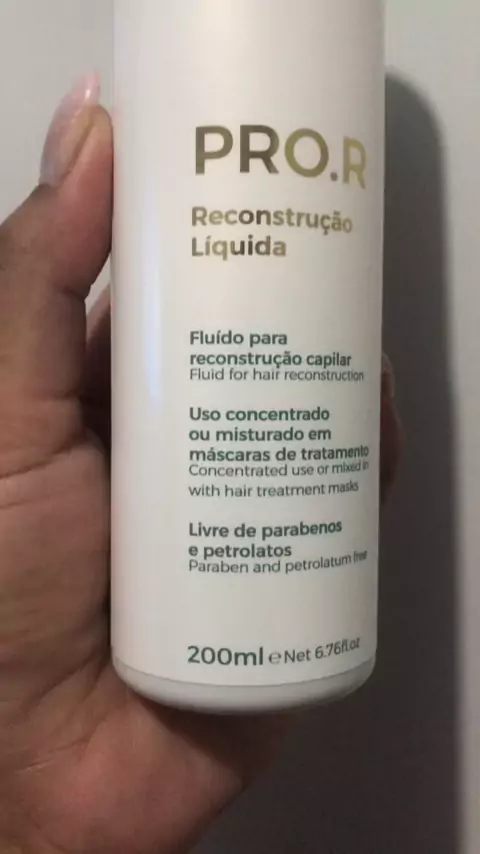 PRO.R
Reconstrução
Líquida
Fluído para
reconstrução capilar
Fluid for hair reconstruction
Uso concentrado
ou misturado em
máscaras de tratamento
Concentrated use or mixed in
with hair treatment masks
Livre de parabenos
e petrolatos
Paraben and petrolatum free
200ml ℮ Net 6.76fl.oz